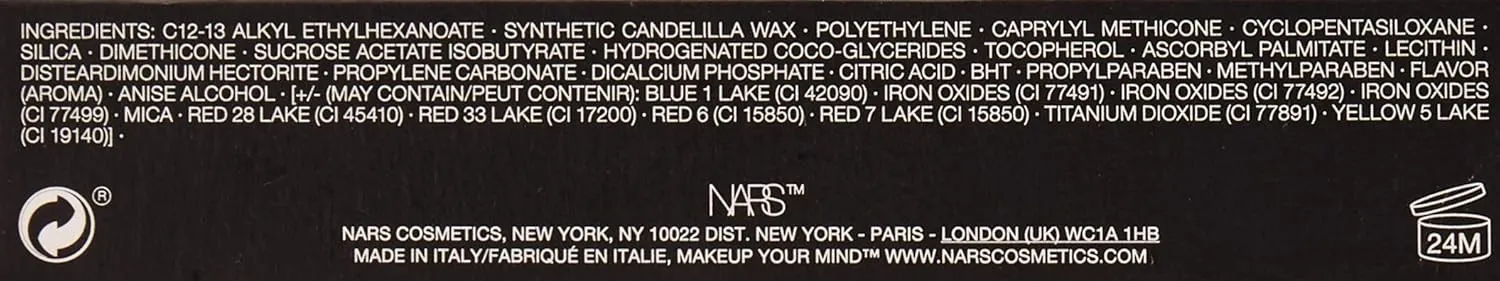 INGREDIENTS: C12-13 ALKYL ETHYLHEXANOATE · SYNTHETIC CANDELILLA WAX · POLYETHYLENE · CAPRYLYL METHICONE · CYCLOPENTASILOXANE ·
SILICA · DIMETHICONE · SUCROSE ACETATE ISOBUTYRATE · HYDROGENATED COCO-GLYCERIDES · TOCOPHEROL · ASCORBYL PALMITATE · LECITHIN ·
DISTEARDIMONIUM HECTORITE · PROPYLENE CARBONATE · DICALCIUM PHOSPHATE · CITRIC ACID · BHT · PROPYLPARABEN · METHYLPARABEN · FLAVOR
(AROMA) · ANISE ALCOHOL · [+/- (MAY CONTAIN/PEUT CONTENIR): BLUE 1 LAKE (CI 42090) · IRON OXIDES (CI 77491) · IRON OXIDES (CI 77492) · IRON OXIDES
(CI 77499) · MICA · RED 28 LAKE (CI 45410) · RED 33 LAKE (CI 17200) · RED 6 (CI 15850) · RED 7 LAKE (CI 15850) · TITANIUM DIOXIDE (CI 77891) · YELLOW 5 LAKE
(CI 19140)] ·
®
NARS™
NARS COSMETICS, NEW YORK, NY 10022 DIST. NEW YORK - PARIS - LONDON (UK) WC1A 1HB
MADE IN ITALY/FABRIQUÉ EN ITALIE, MAKEUP YOUR MIND™ WWW.NARSCOSMETICS.COM
24M